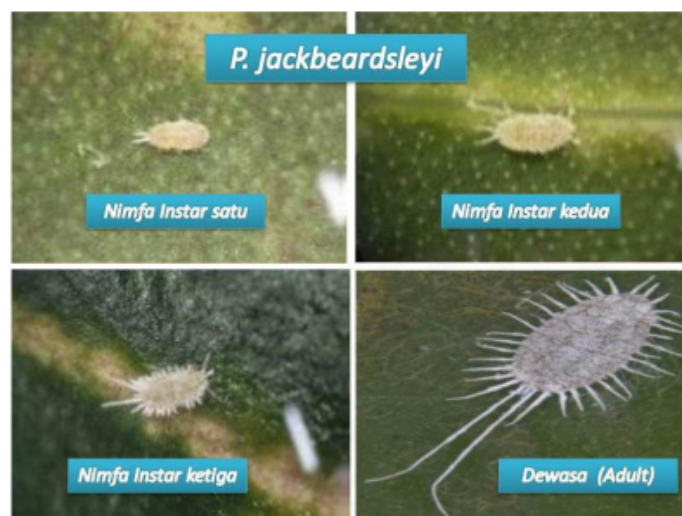 P. jackbeardsleyi
Nimfa Instar satu
Nimfa Instar kedua
Nimfa Instar ketiga
Dewasa (Adult)